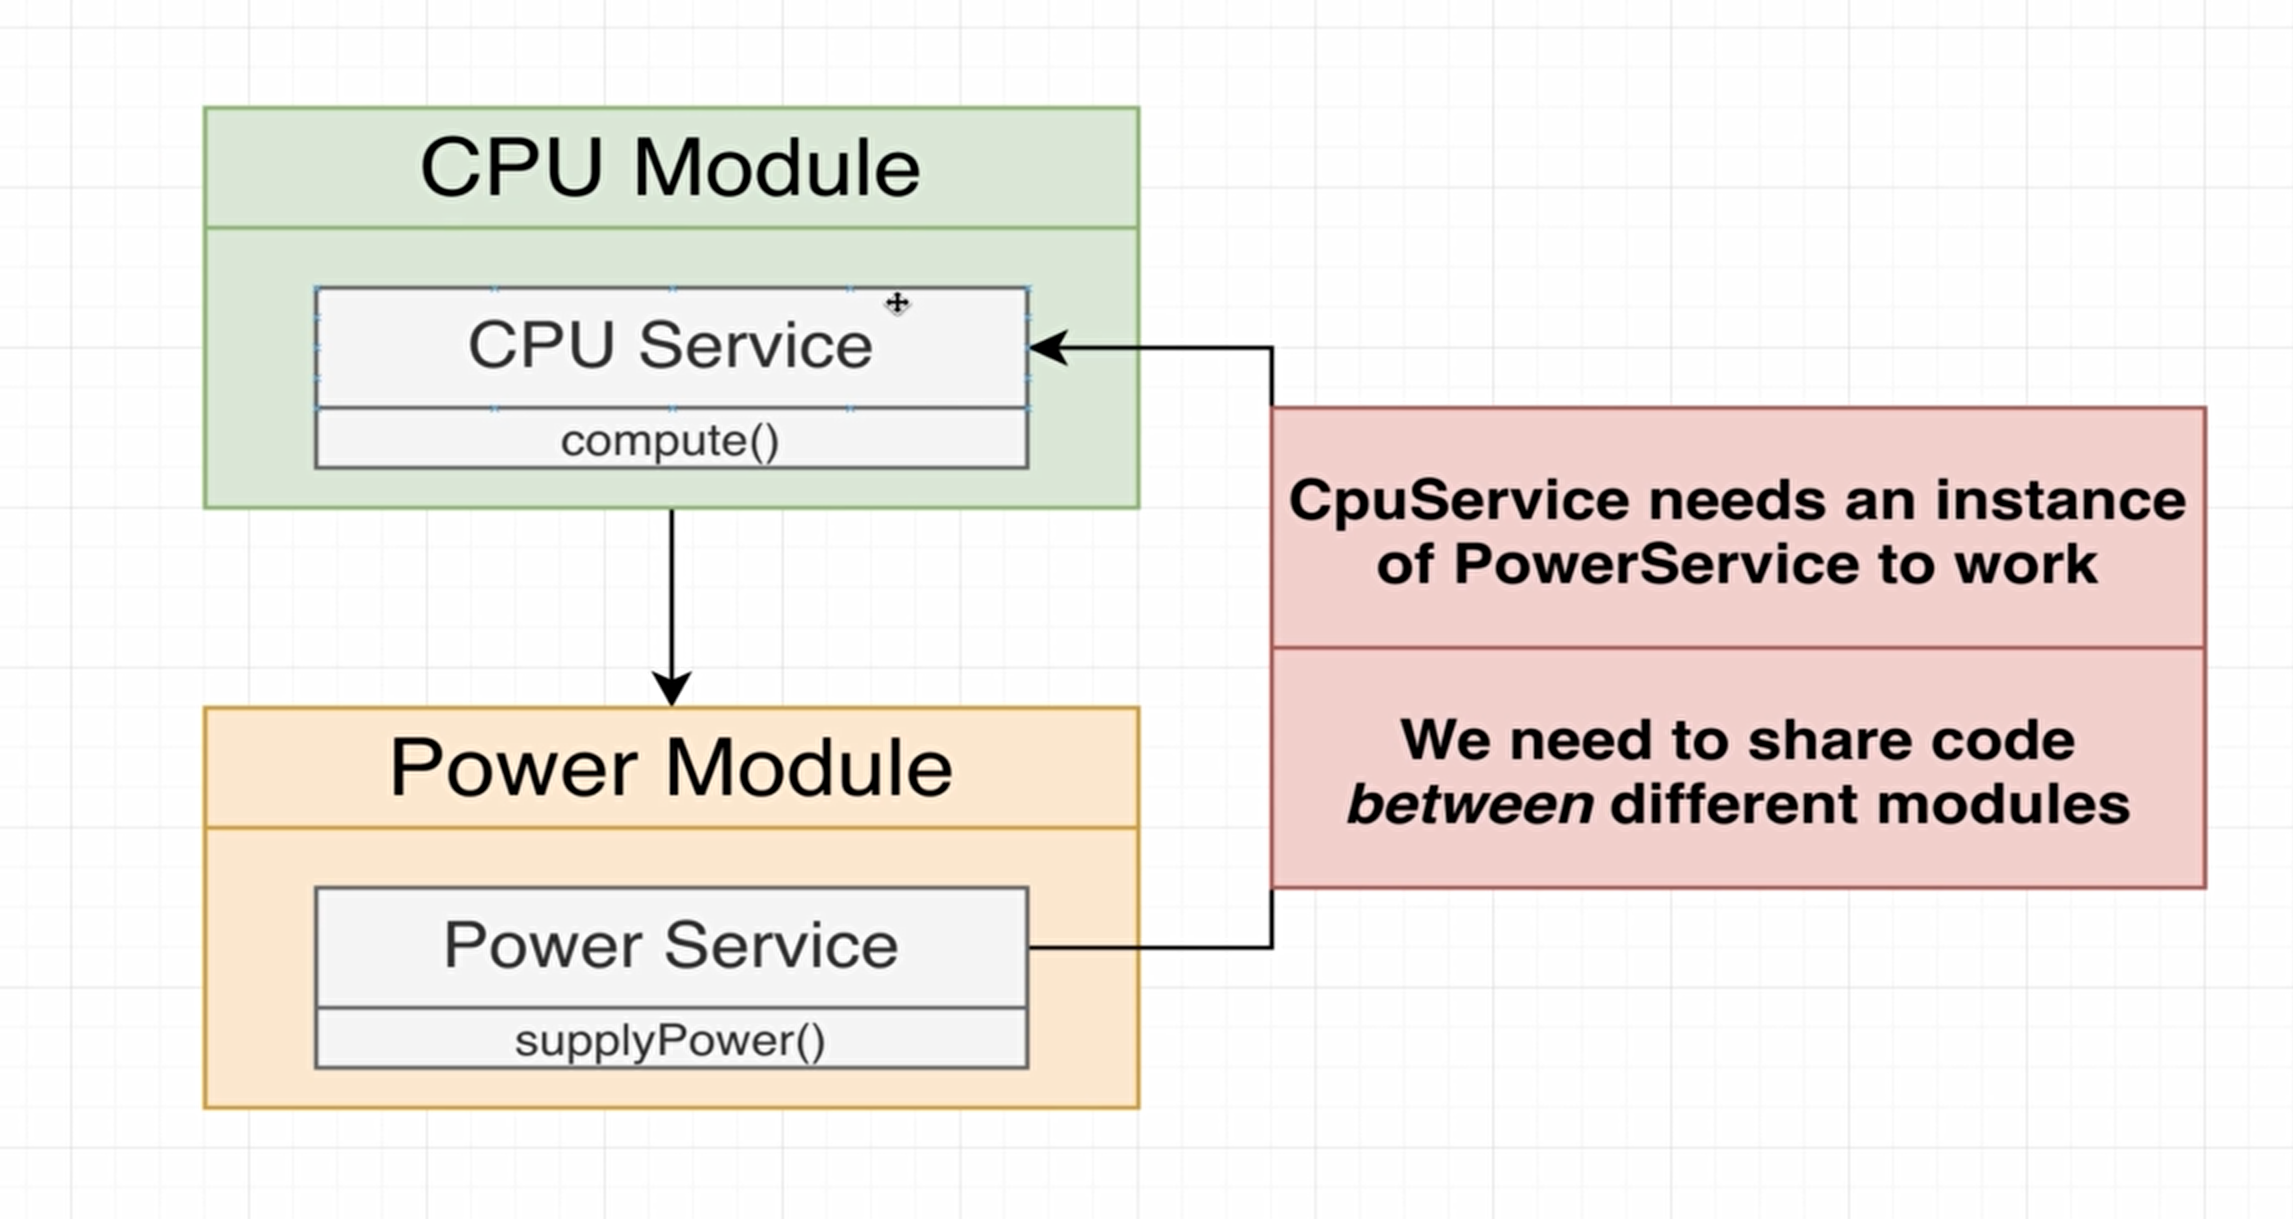 CPU Module
CPU Service
compute()
CpuService needs an instance
of PowerService to work
We need to share code
between different modules
Power Module
Power Service
supplyPower()